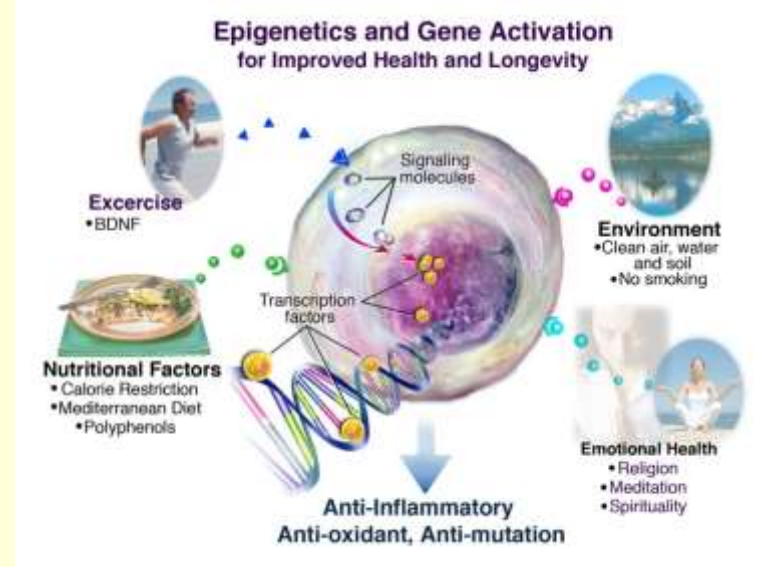 Epigenetics and Gene Activation
for Improved Health and Longevity
Excercise
•BDNF
Signaling
molecules
Environment
•Clean air, water
and soil
•No smoking
Transcription
factors
Nutritional Factors
• Calorie Restriction
•Mediterranean Diet
•Polyphenols
Emotional Health
•Religion
•Meditation
•Spirituality
Anti-Inflammatory
Anti-oxidant, Anti-mutation